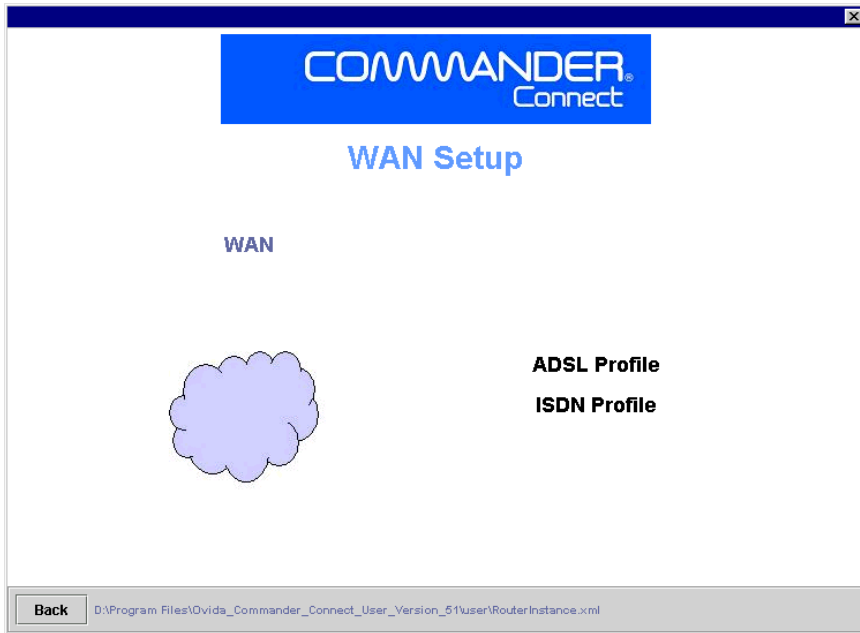 COMMANDER®
Connect
WAN Setup
WAN
ADSL Profile
ISDN Profile
Back
D:\Program Files\Ovida_Commander_Connect_User_Version_51\user\RouterInstance.xml